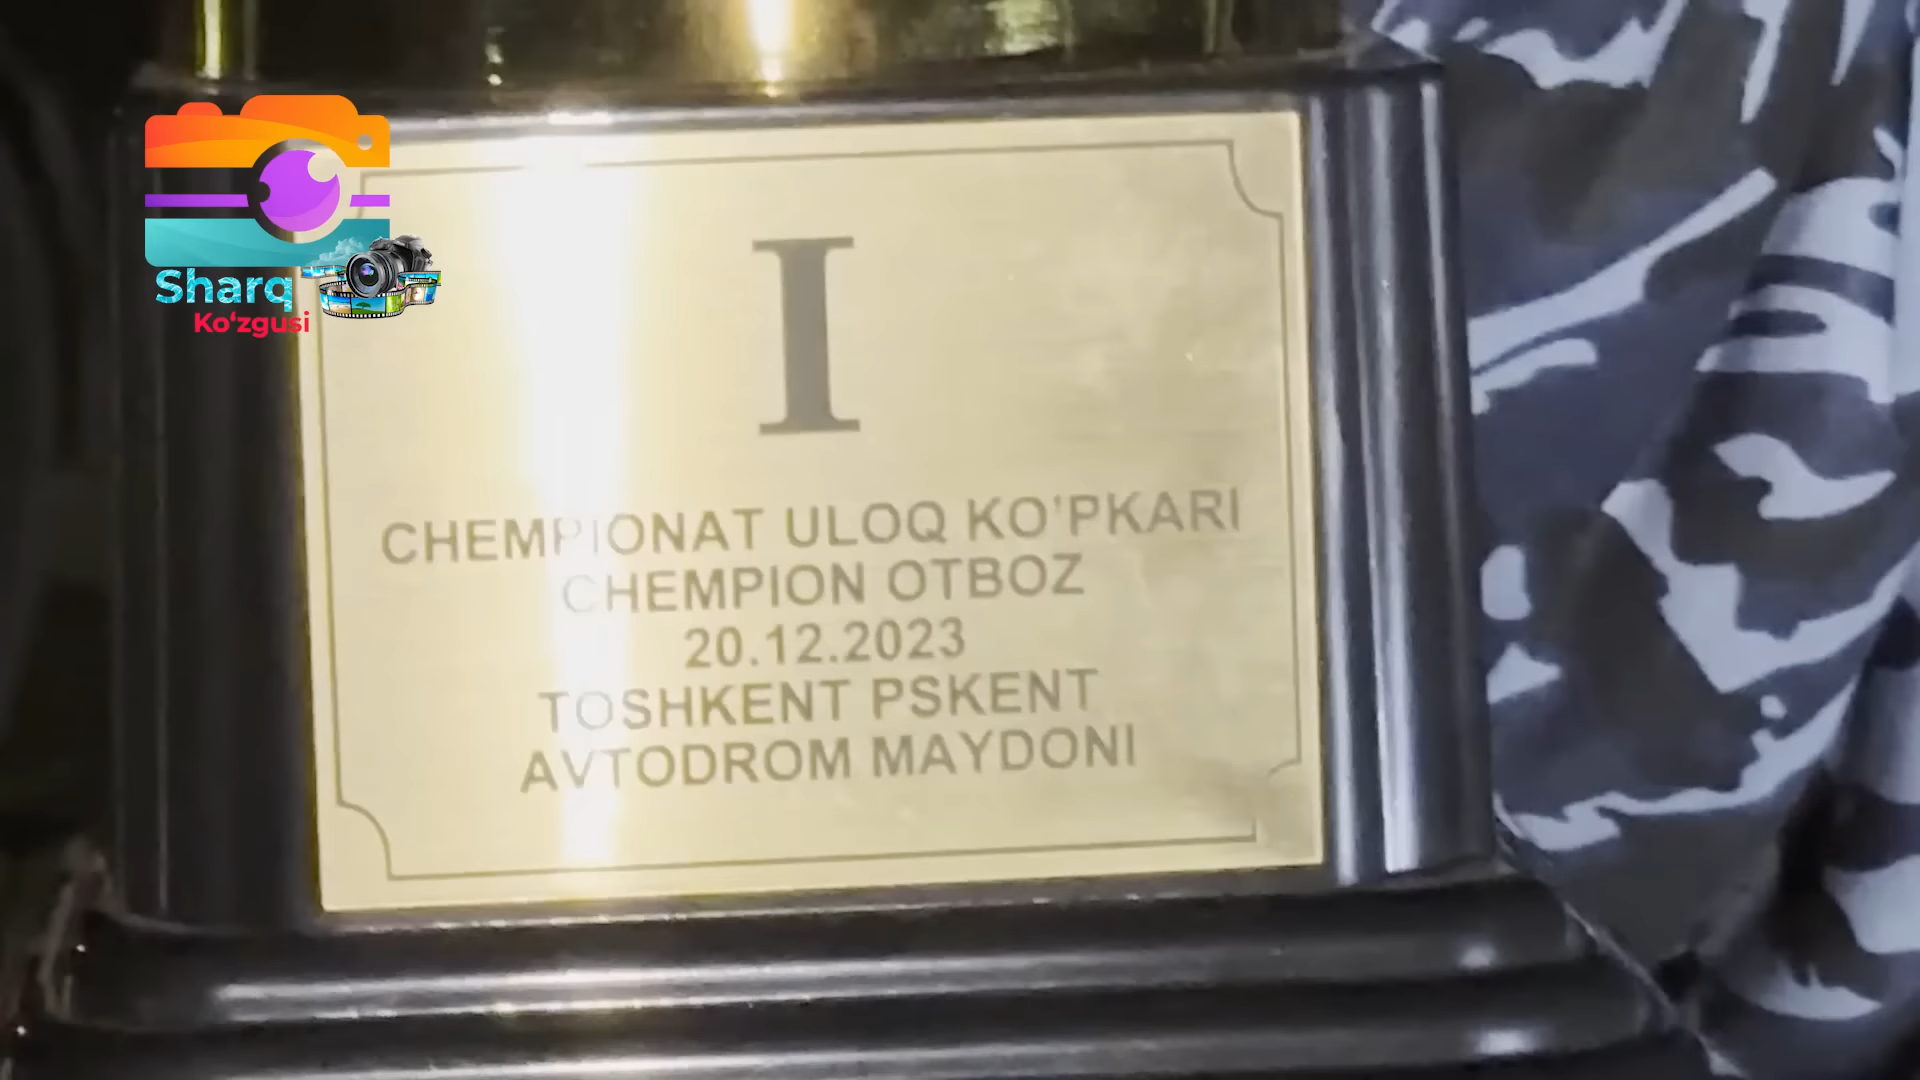 Sharq
Ko‘zgusi
I
CHEMPIONAT ULOQ KO'PKARI
CHEMPION OTBOZ
20.12.2023
TOSHKENT PSKENT
AVTODROM MAYDONI